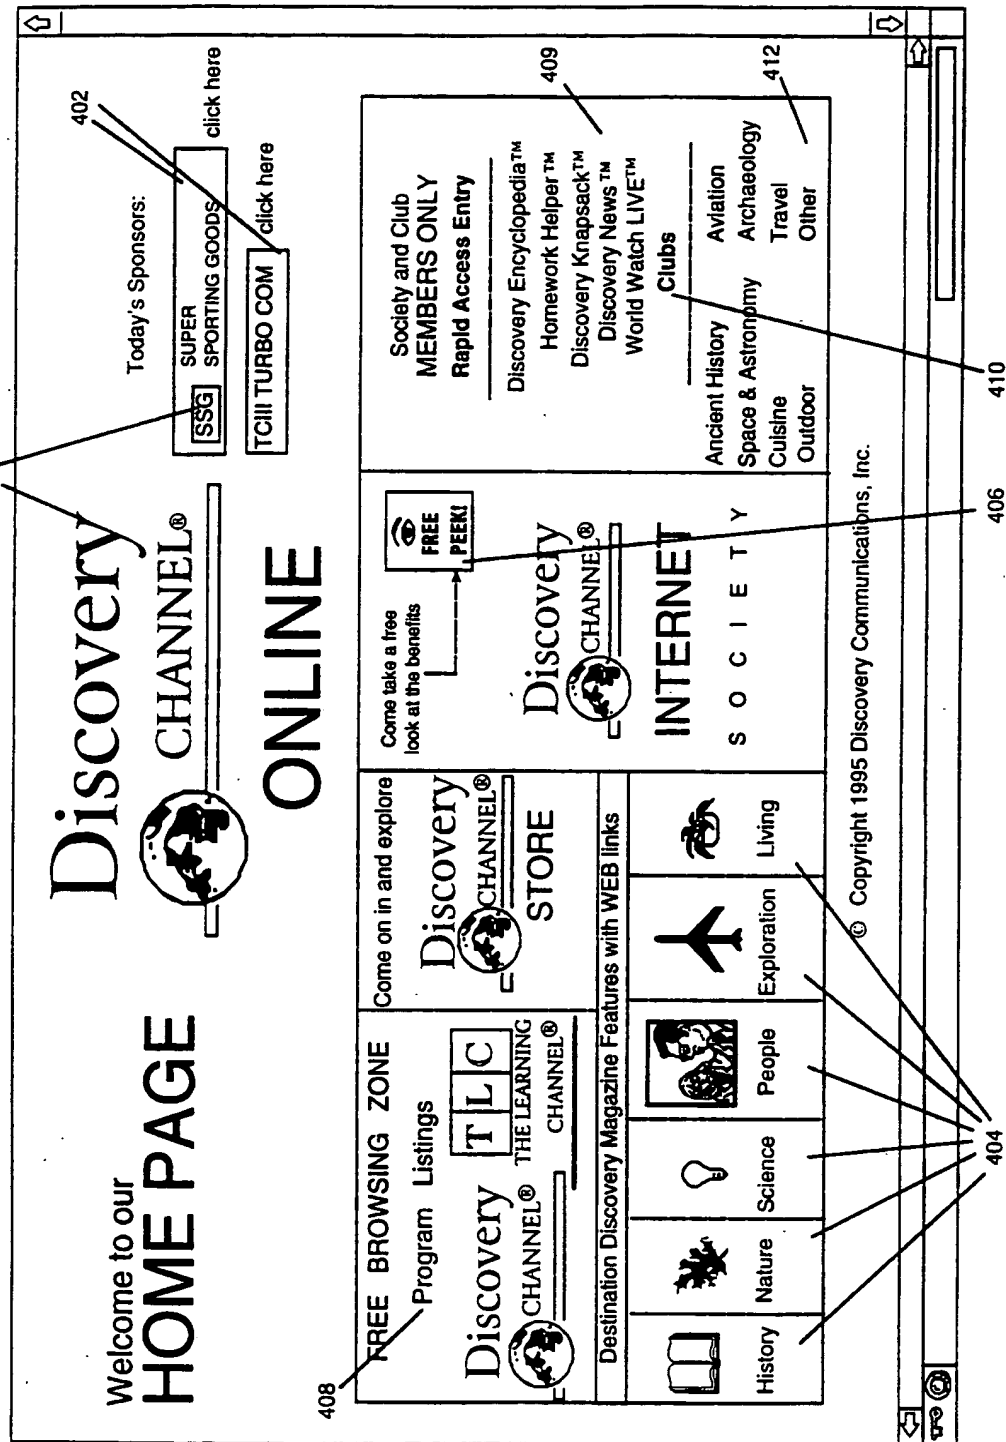 Welcome to our
HOME PAGE
Discovery
CHANNEL®
ONLINE
Today's Sponsors:
SSG
SUPER
SPORTING GOODS
click here
TCIII TURBO COM
click here
402
408
FREE BROWSING ZONE
Program Listings
Discovery
CHANNEL®
T L C
THE LEARNING
CHANNEL®
Come on in and explore
Discovery
CHANNEL®
STORE
Destination Discovery Magazine Features with WEB links
History
Nature
Science
People
Exploration
Living
Come take a free
look at the benefits
FREE
PEEK!
Discovery
CHANNEL®
INTERNET
S O C I E T Y
Society and Club
MEMBERS ONLY
Rapid Access Entry
Discovery Encyclopedia™
Homework Helper™
Discovery Knapsack™
Discovery News™
World Watch LIVE™
Clubs
Ancient History
Aviation
Space & Astronomy
Archaeology
Cuisine
Travel
Outdoor
Other
409
412
© Copyright 1995 Discovery Communications, Inc.
404
406
410